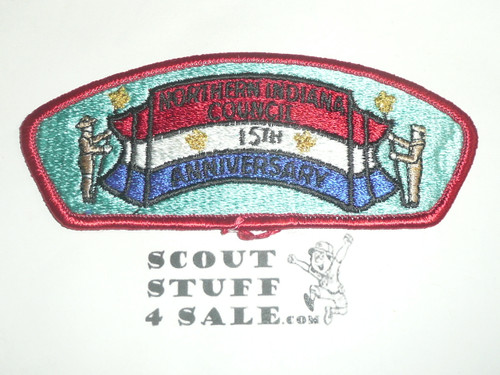 NORTHERN INDIANA
COUNCIL
15TH
ANNIVERSARY
SCOUT
STUFF
4 SALE.COM